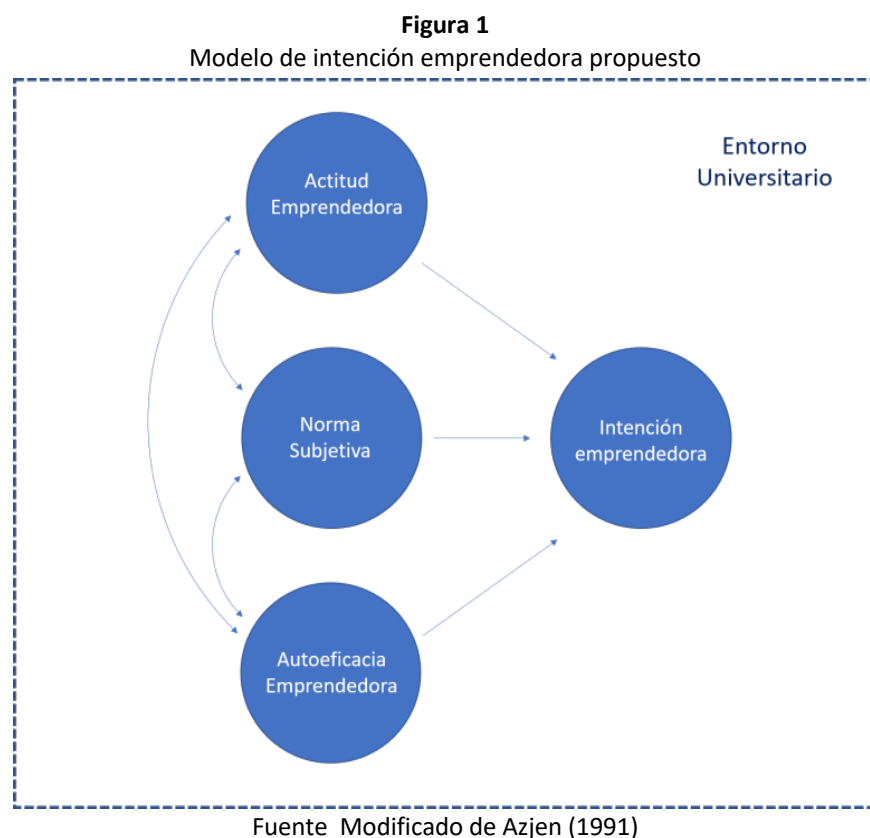 Figura 1
Modelo de intención emprendedora propuesto
Entorno
Universitario
Actitud
Emprendedora
Norma
Subjetiva
Intención
emprendedora
Autoeficacia
Emprendedora
Fuente Modificado de Azjen (1991)